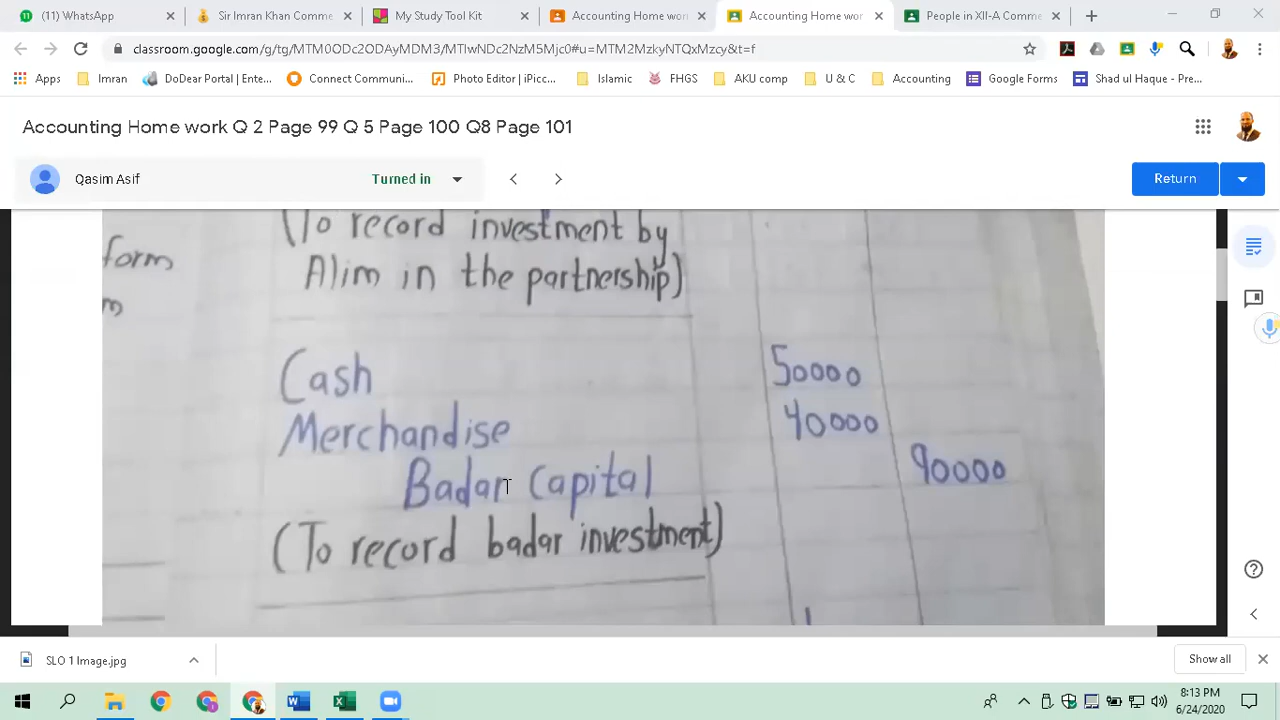 (11) WhatsApp
Sir Imran Khan Comme
My Study Tool Kit
Accounting Home wor
Accounting Home wor
People in XII-A Comme
classroom.google.com/g/tg/
Apps
Imran
DoDear Portal | Ente...
Connect Communi...
Photo Editor | iPicc...
Islamic
FHGS
AKU comp
U & C
Accounting
Google Forms
Shad ul Haque - Pre...
Accounting Home work Q 2 Page 99 Q 5 Page 100 Q8 Page 101
Qasim Asif
Turned in
Return
(To record investment by
form
Alim in the partnership)
m
Cash 50000
Merchandise 40000
Badar Capital 90000
(To record badar investment)
SLO 1 Image.jpg
Show all
8:13 PM
6/24/2020